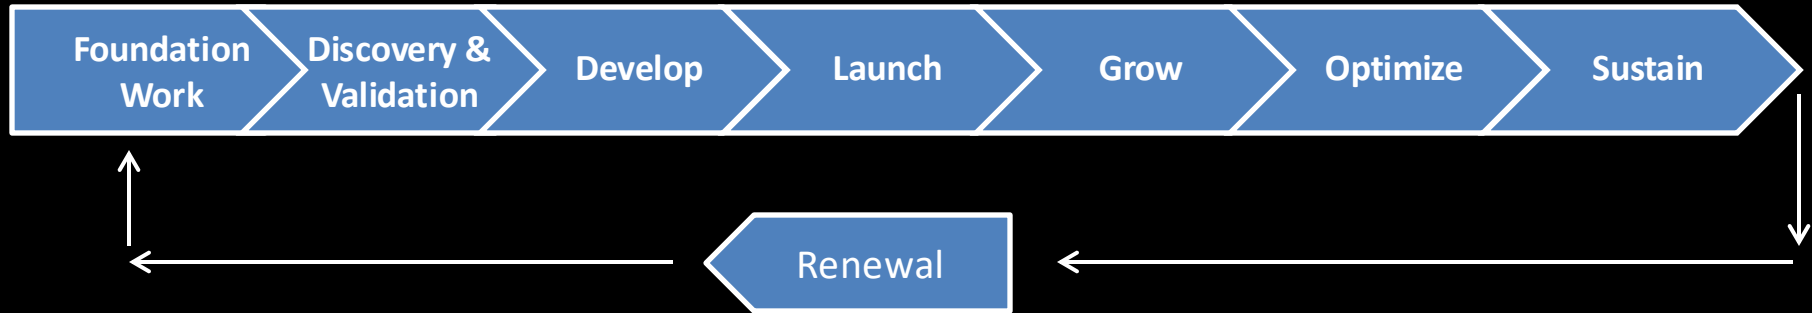 Foundation
Work
Discovery &
Validation
Develop
Launch
Grow
Optimize
Sustain
Renewal